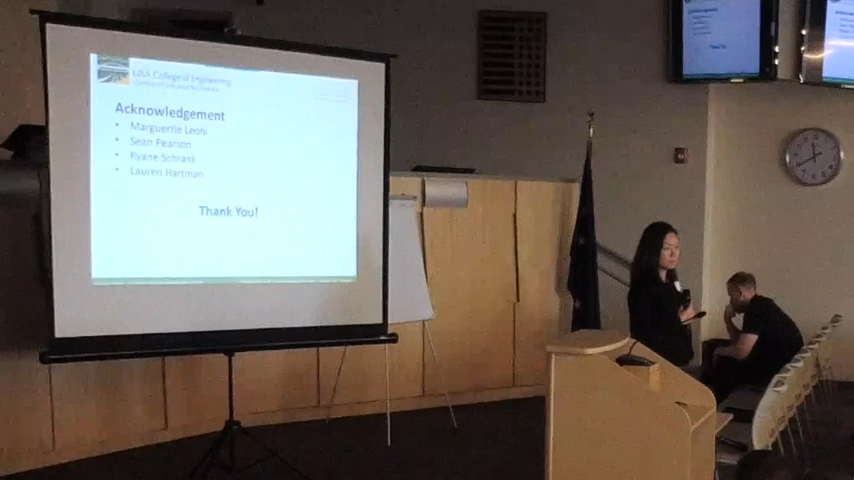 UAA College of Engineering
Acknowledgement
• Marguerite Leoni
• Sean Pearson
• Ryane Schrank
• Lauren Hartman
Thank You!